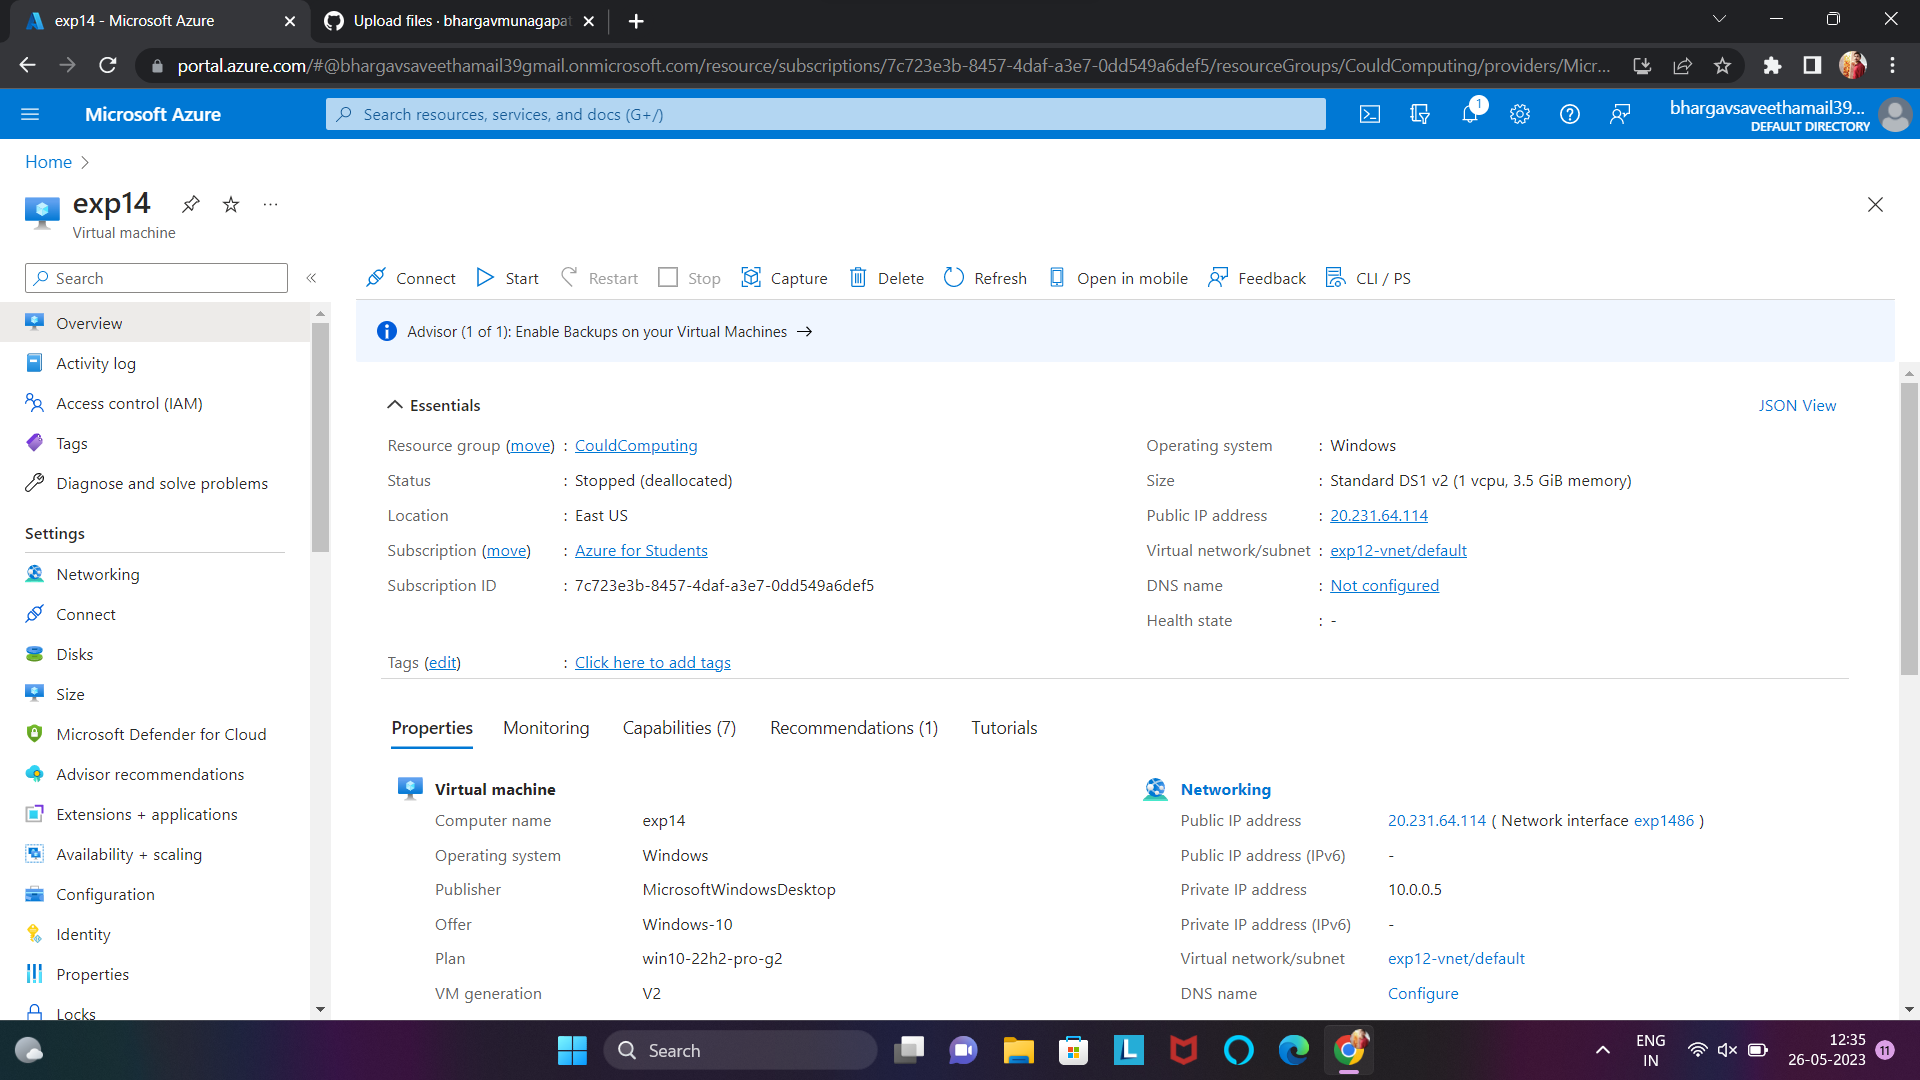 exp14 - Microsoft Azure
Upload files · bhargavmunagapat
portal.azure.com/#@bhargavsaveethamail39gmail.onmicrosoft.com/resource/subscriptions/7c723e3b-8457-4daf-a3e7-0dd549a6def5/resourceGroups/CouldComputing/providers/Micr...
Microsoft Azure
Search resources, services, and docs (G+/)
1
bhargavsaveethamail39...
DEFAULT DIRECTORY
Home
exp14
Virtual machine
Search
Connect Start Restart Stop Capture Delete Refresh Open in mobile Feedback CLI / PS
Advisor (1 of 1): Enable Backups on your Virtual Machines →
Overview
Activity log
Access control (IAM)
Tags
Diagnose and solve problems
Settings
Networking
Connect
Disks
Size
Microsoft Defender for Cloud
Advisor recommendations
Extensions + applications
Availability + scaling
Configuration
Identity
Properties
Locks
Essentials
JSON View
Resource group (move) : CouldComputing
Status : Stopped (deallocated)
Location : East US
Subscription (move) : Azure for Students
Subscription ID : 7c723e3b-8457-4daf-a3e7-0dd549a6def5
Operating system : Windows
Size : Standard DS1 v2 (1 vcpu, 3.5 GiB memory)
Public IP address : 20.231.64.114
Virtual network/subnet : exp12-vnet/default
DNS name : Not configured
Health state : -
Tags (edit) : Click here to add tags
Properties Monitoring Capabilities (7) Recommendations (1) Tutorials
Virtual machine
Computer name exp14
Operating system Windows
Publisher MicrosoftWindowsDesktop
Offer Windows-10
Plan win10-22h2-pro-g2
VM generation V2
Networking
Public IP address 20.231.64.114 ( Network interface exp1486 )
Public IP address (IPv6) -
Private IP address 10.0.0.5
Private IP address (IPv6) -
Virtual network/subnet exp12-vnet/default
DNS name Configure
Search
L
ENG
IN
12:35
26-05-2023
11